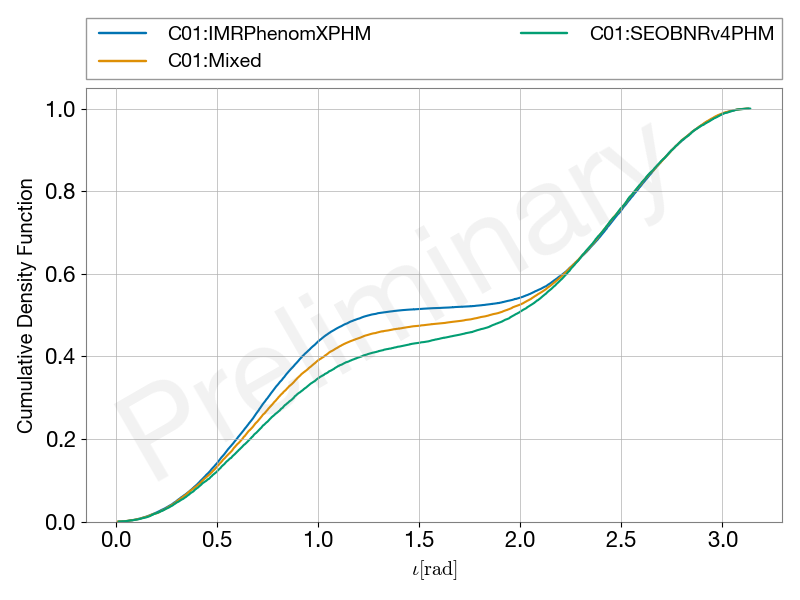 C01:IMRPhenomXPHM
C01:Mixed
C01:SEOBNRv4PHM
Preliminary
Cumulative Density Function
1.0
0.8
0.6
0.4
0.2
0.0
0.0 0.5 1.0 1.5 2.0 2.5 3.0
ι[rad]